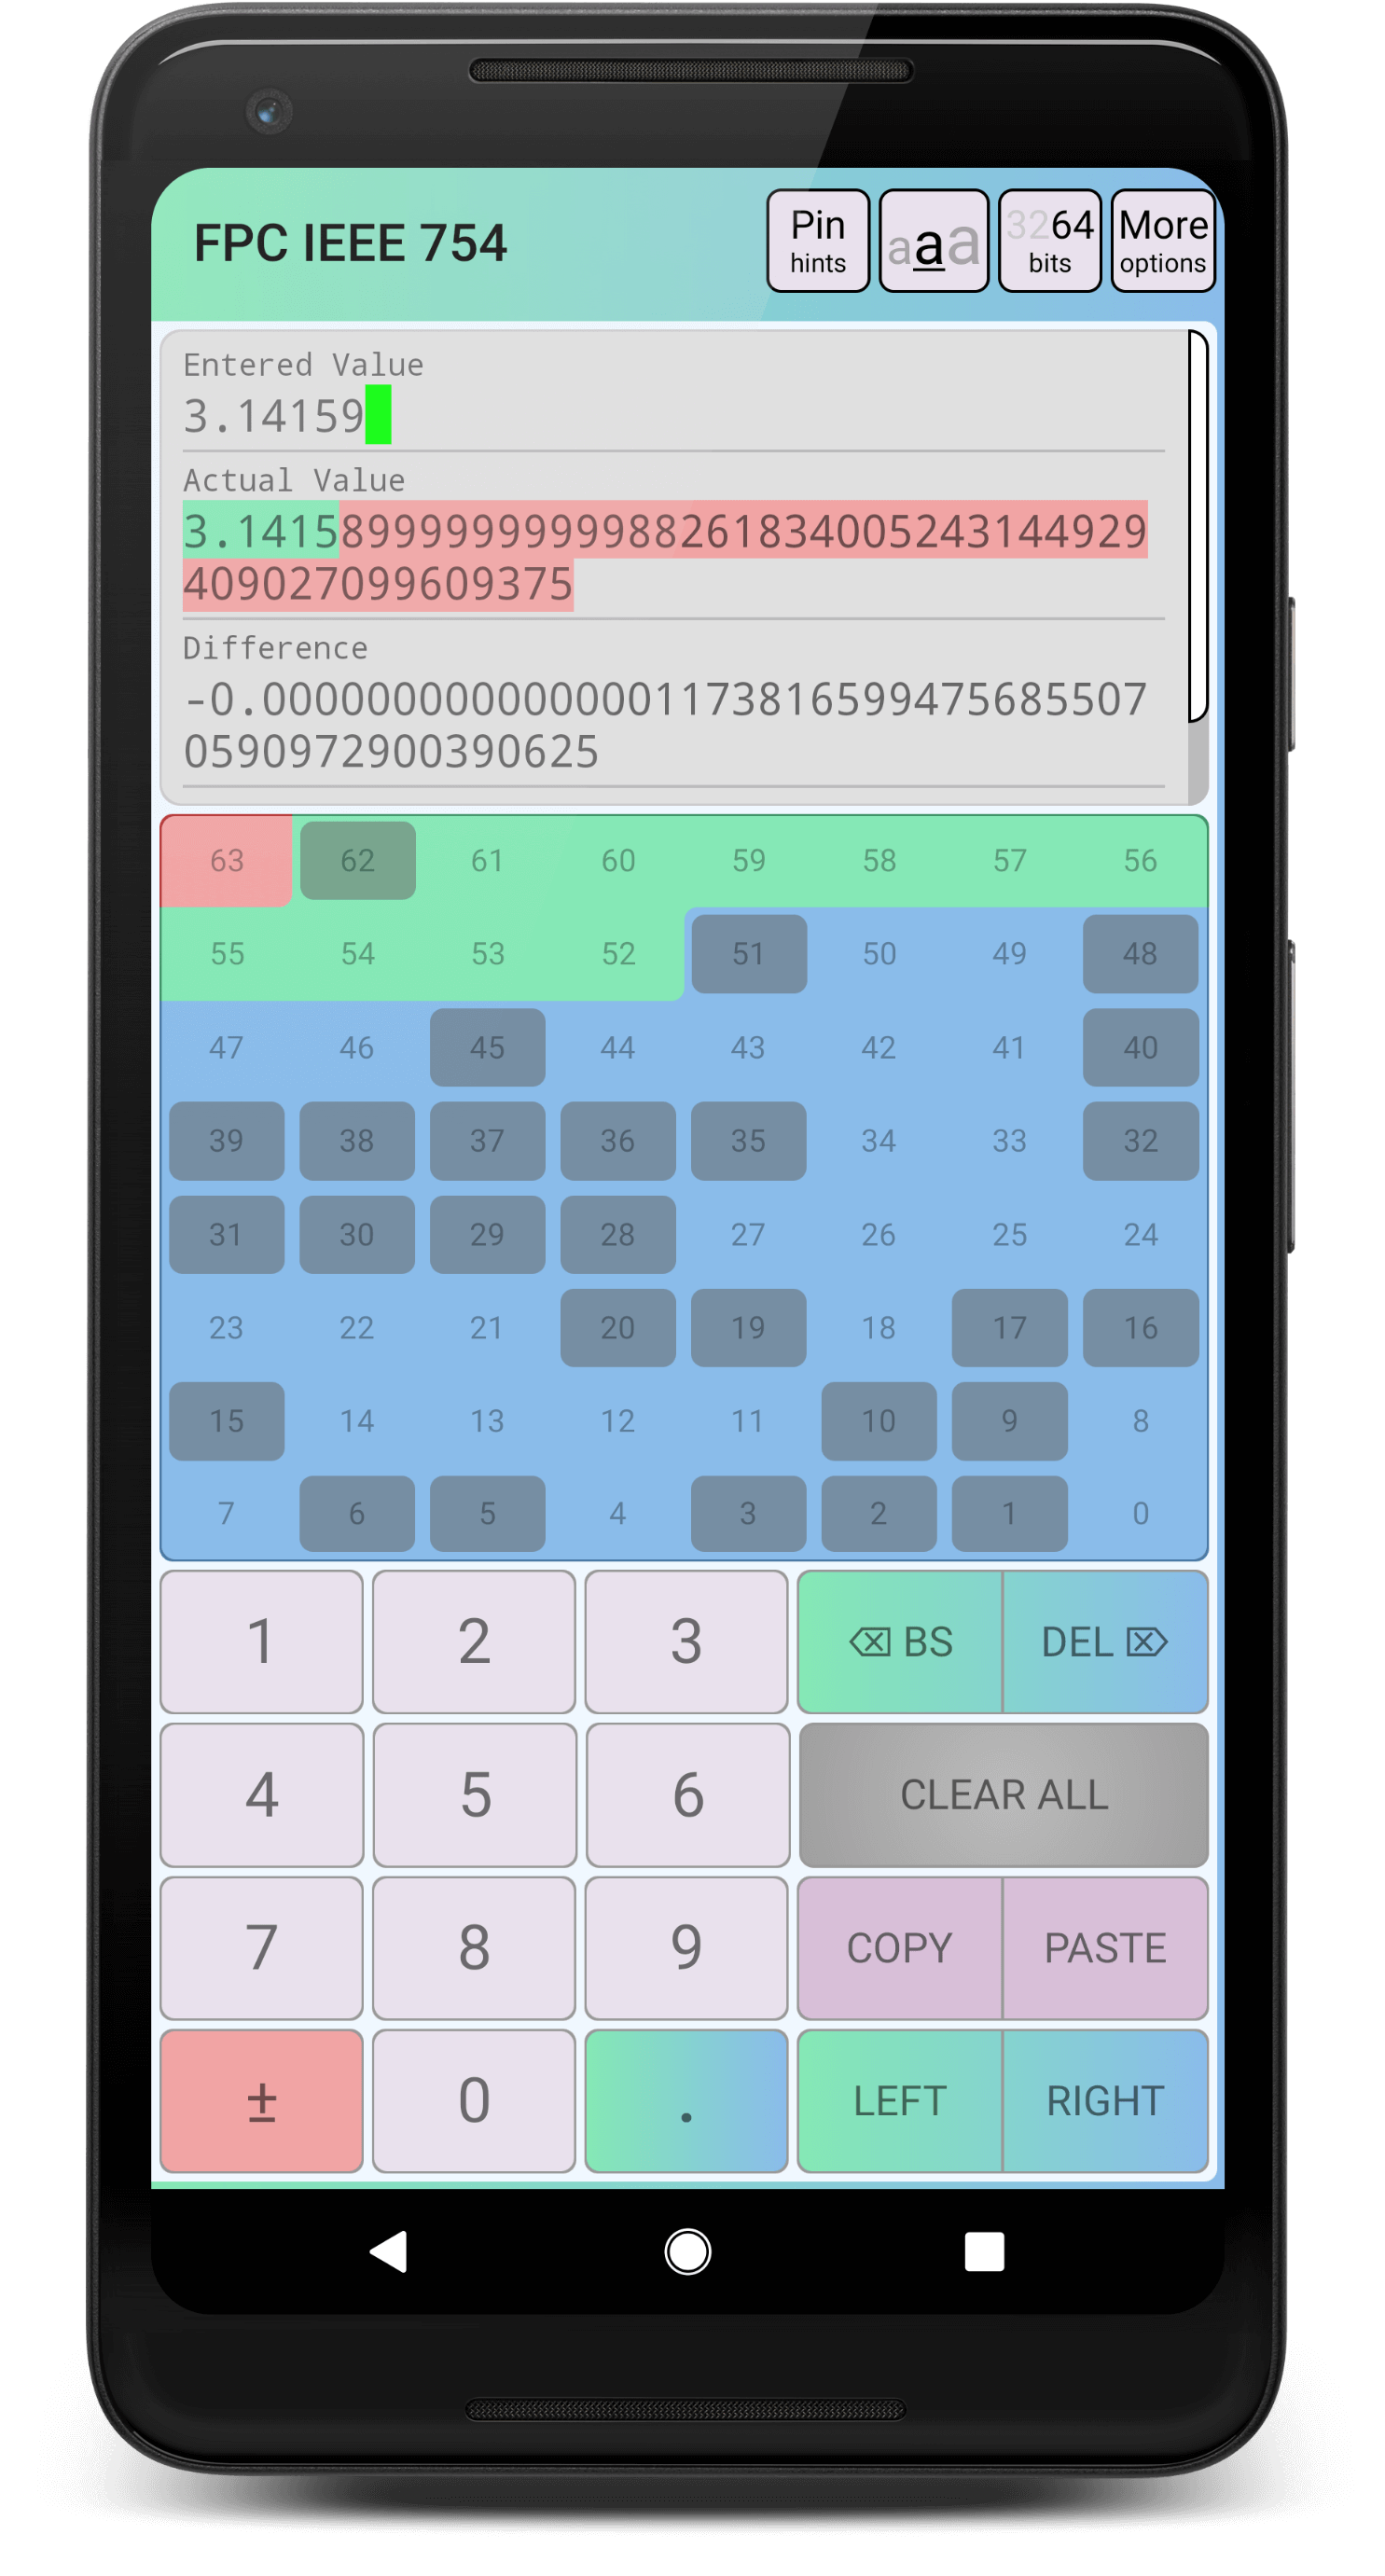 FPC IEEE 754
Pin
hints
aaa
3264
bits
More
options
Entered Value
3.14159
Actual Value
3.141589999999999988261834005243144929
409027099609375
Difference
-0.0000000000000001173816599475685507
0590972900390625
63 62 61 60 59 58 57 56
55 54 53 52 51 50 49 48
47 46 45 44 43 42 41 40
39 38 37 36 35 34 33 32
31 30 29 28 27 26 25 24
23 22 21 20 19 18 17 16
15 14 13 12 11 10 9 8
7 6 5 4 3 2 1 0
1 2 3 BS DEL
4 5 6 CLEAR ALL
7 8 9 COPY PASTE
± 0 . LEFT RIGHT